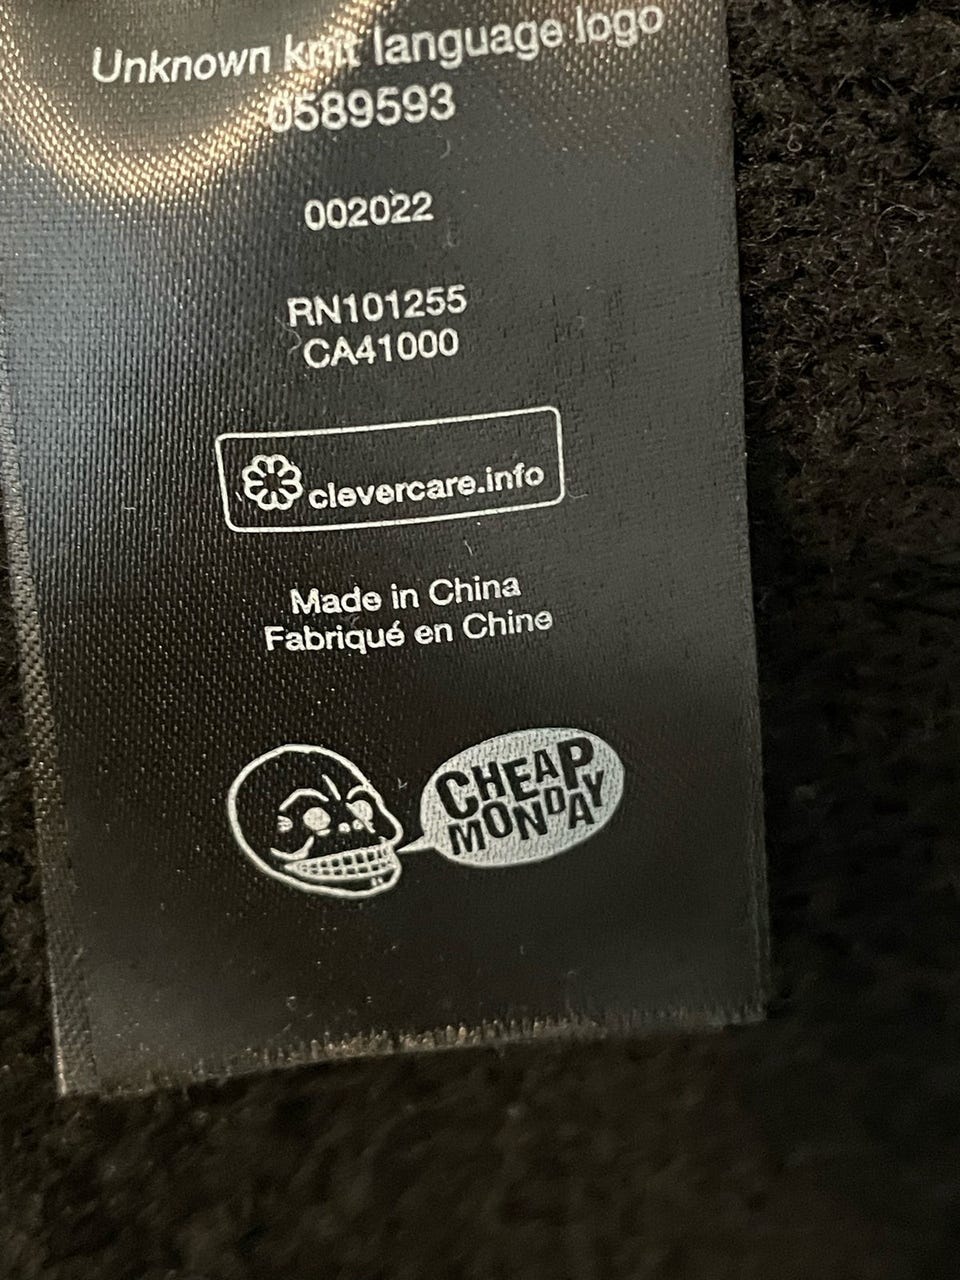 Unknown knit language logo
0589593
002022
RN101255
CA41000
clevercare.info
Made in China
Fabriqué en Chine
CHEAP
MONDAY